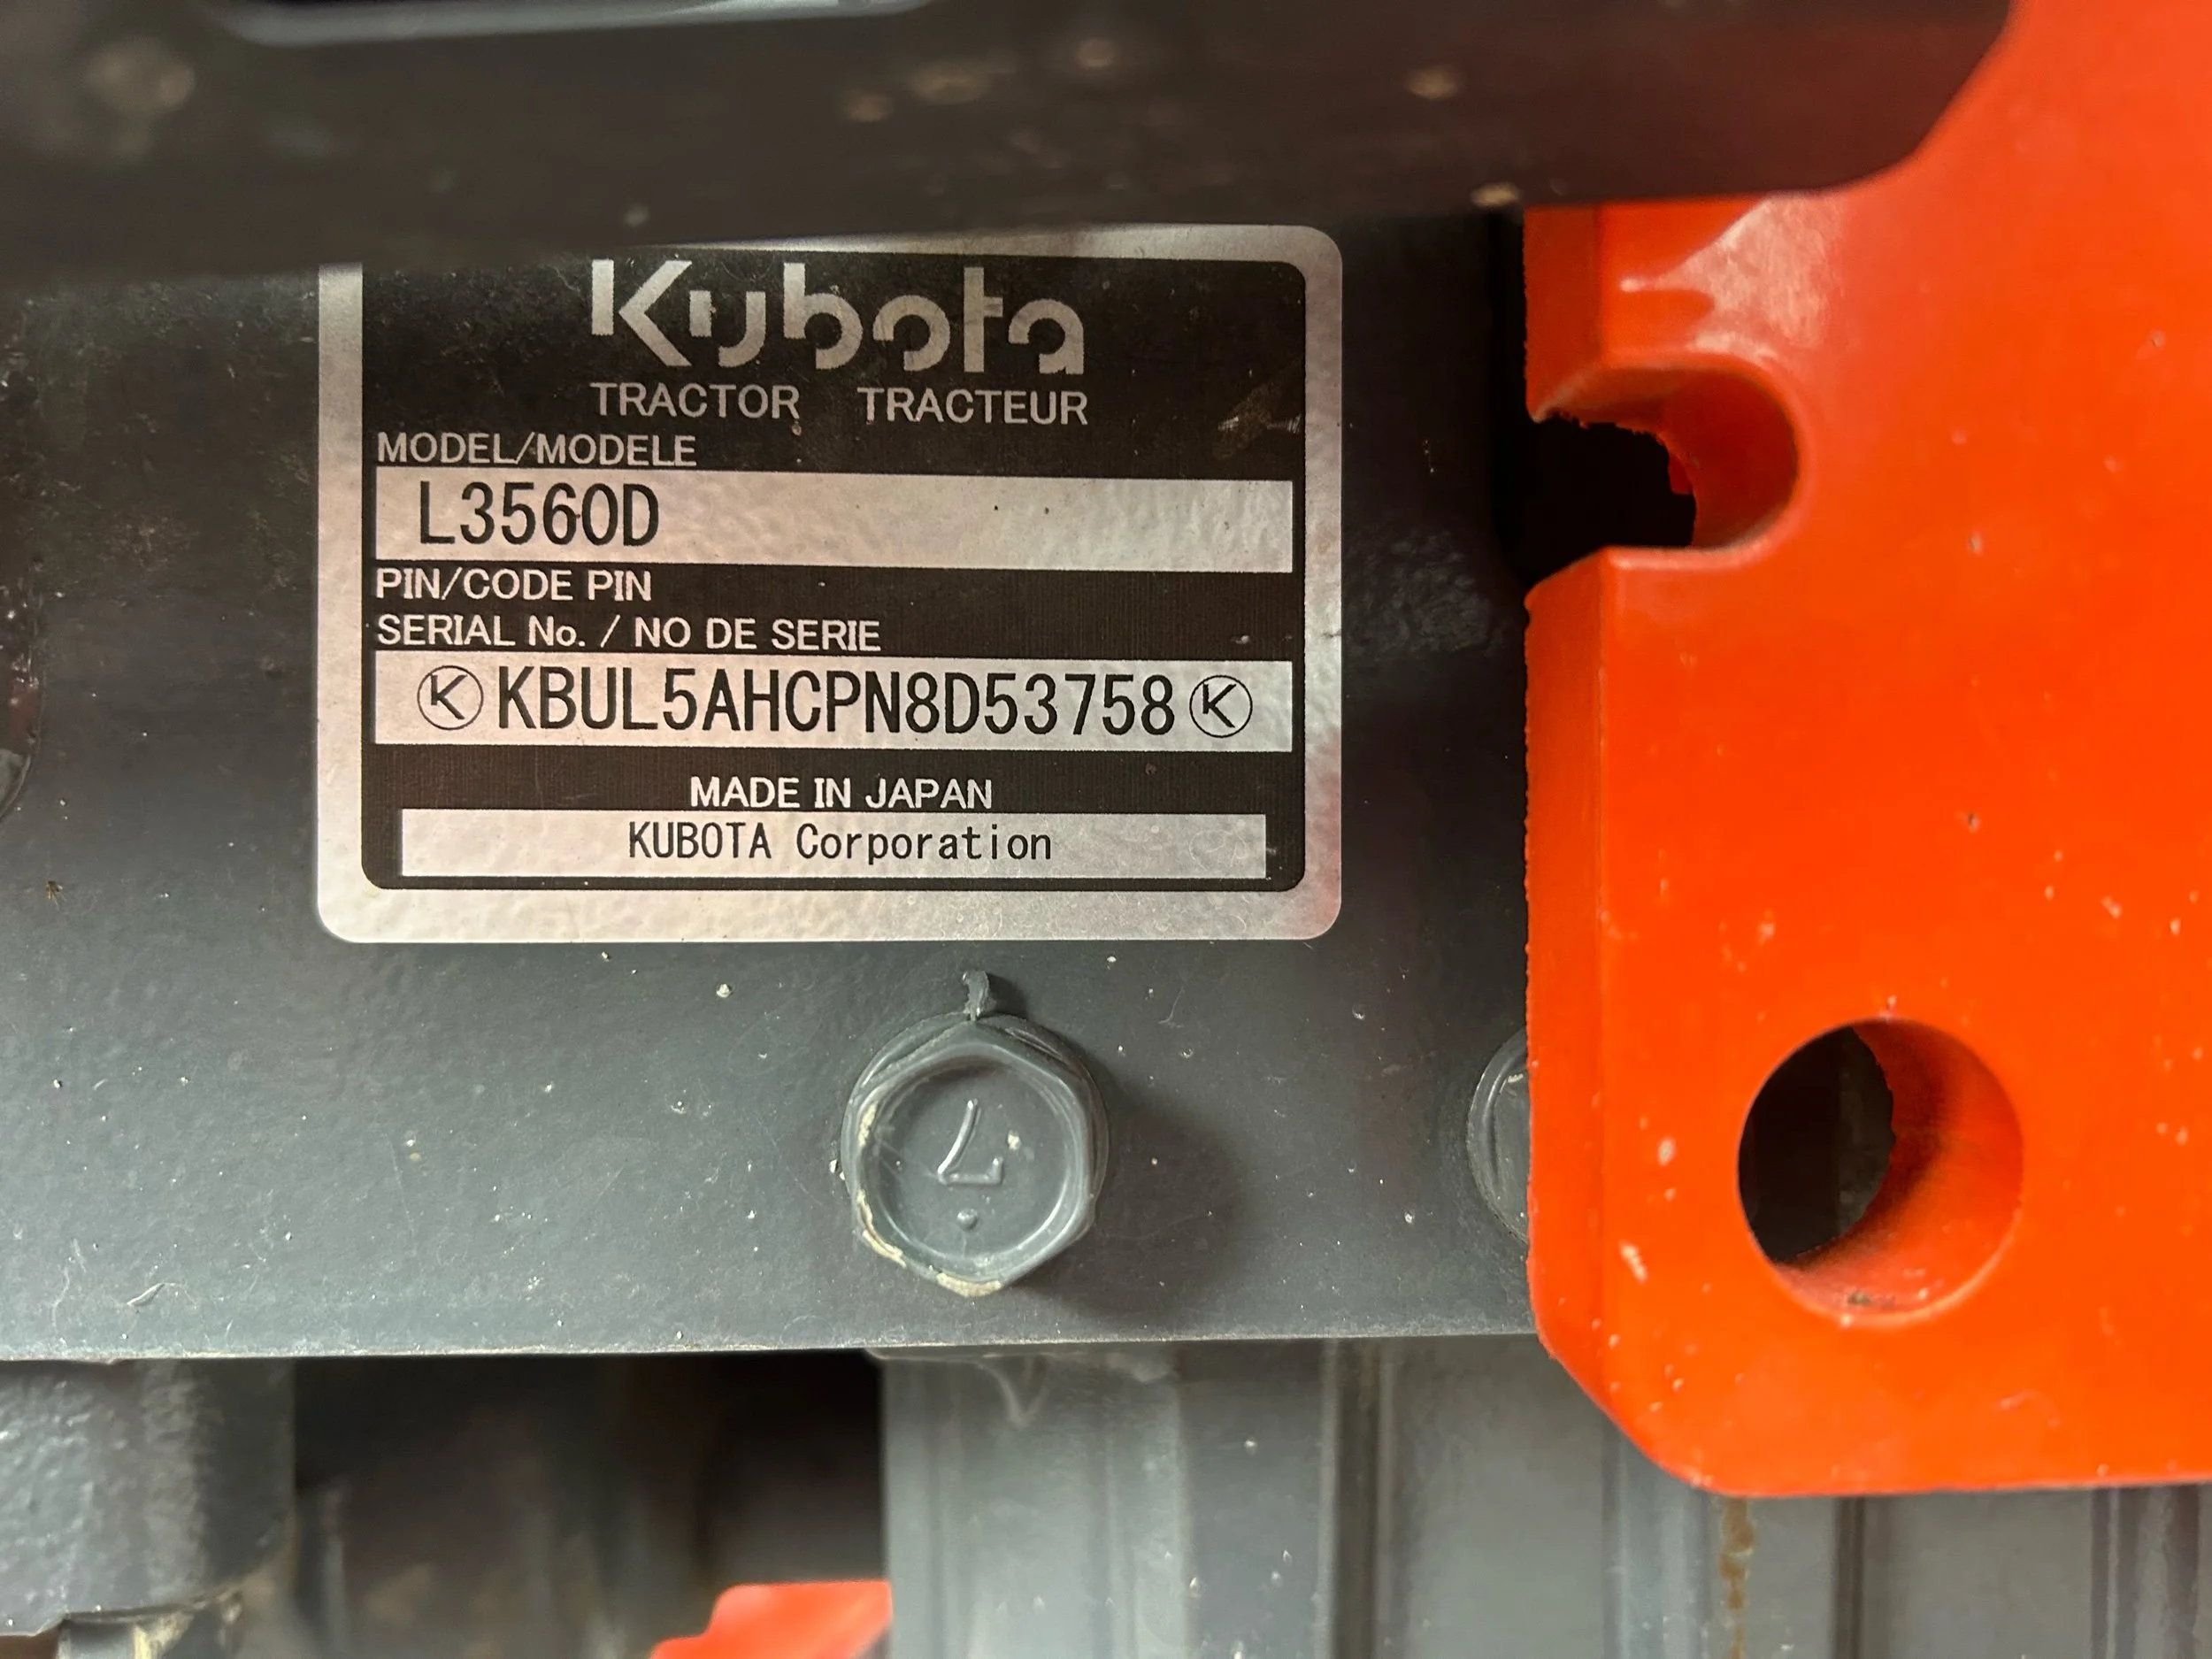 Kubota
TRACTOR TRACTEUR
MODEL/MODELE
L3560D
PIN/CODE PIN
SERIAL No. / NO DE SERIE
KBUL5AHCPN8D53758
MADE IN JAPAN
KUBOTA Corporation
7